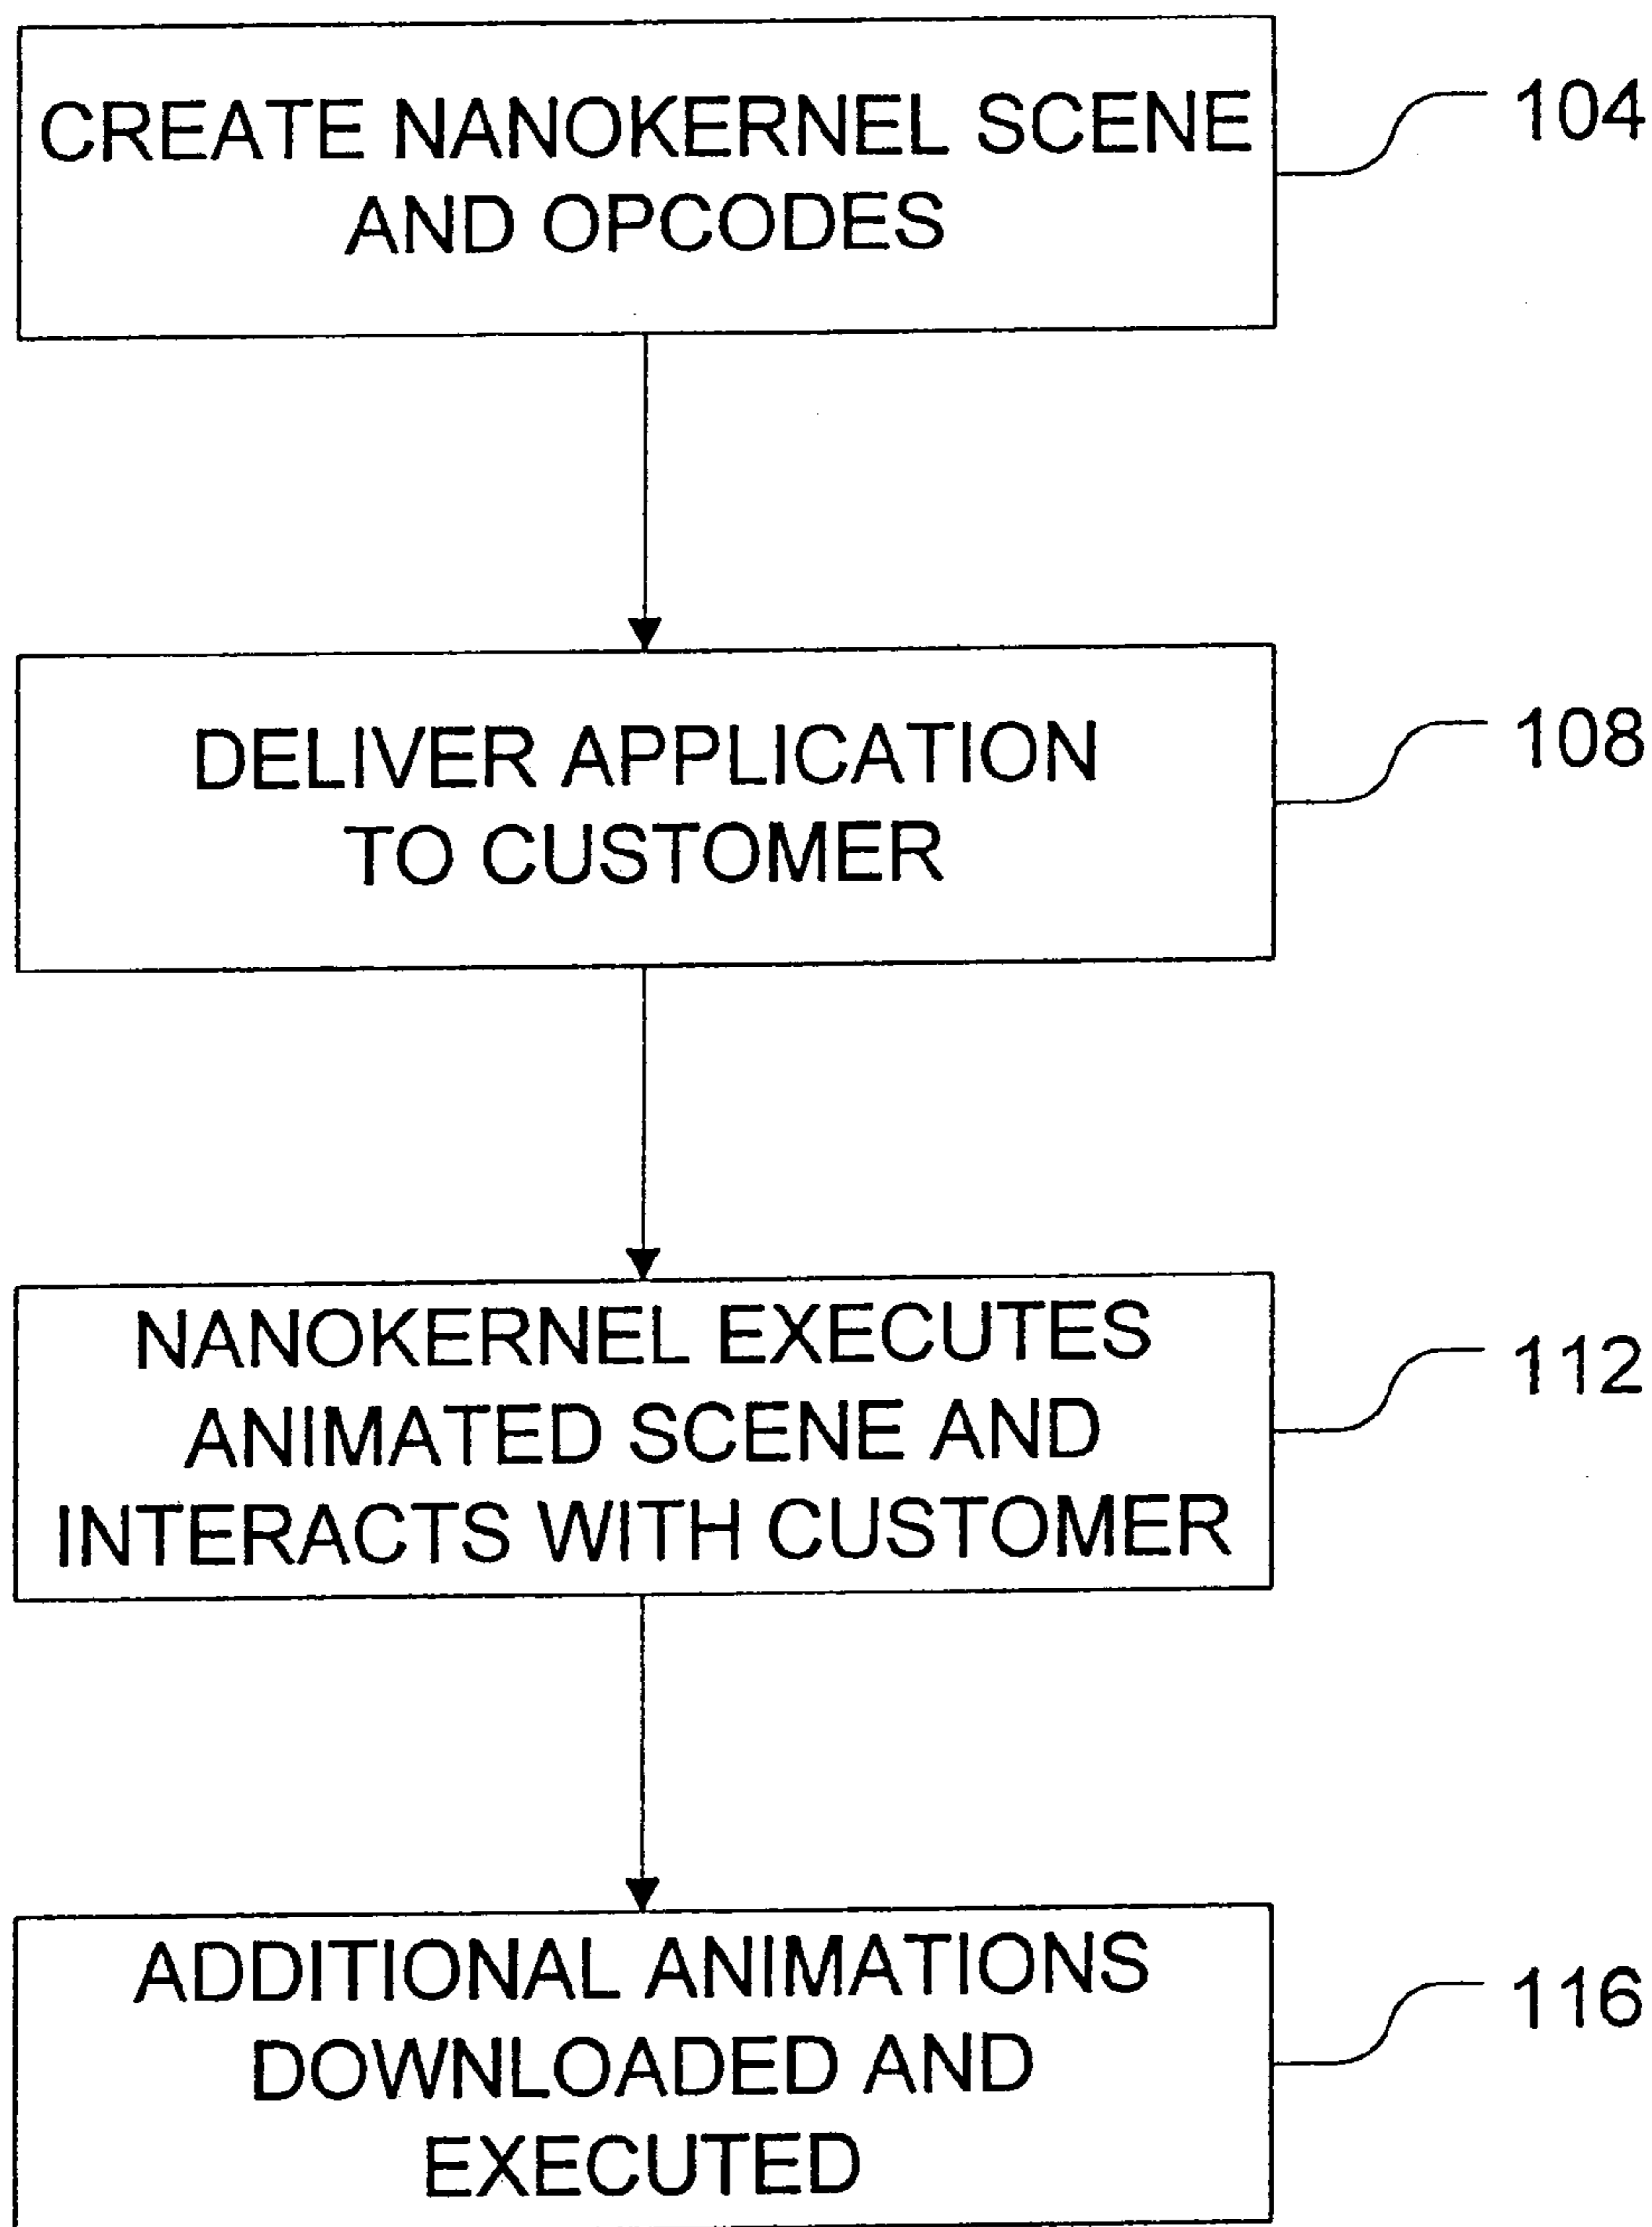 CREATE NANOKERNEL SCENE
AND OPCODES
104
DELIVER APPLICATION
TO CUSTOMER
108
NANOKERNEL EXECUTES
ANIMATED SCENE AND
INTERACTS WITH CUSTOMER
112
ADDITIONAL ANIMATIONS
DOWNLOADED AND
EXECUTED
116